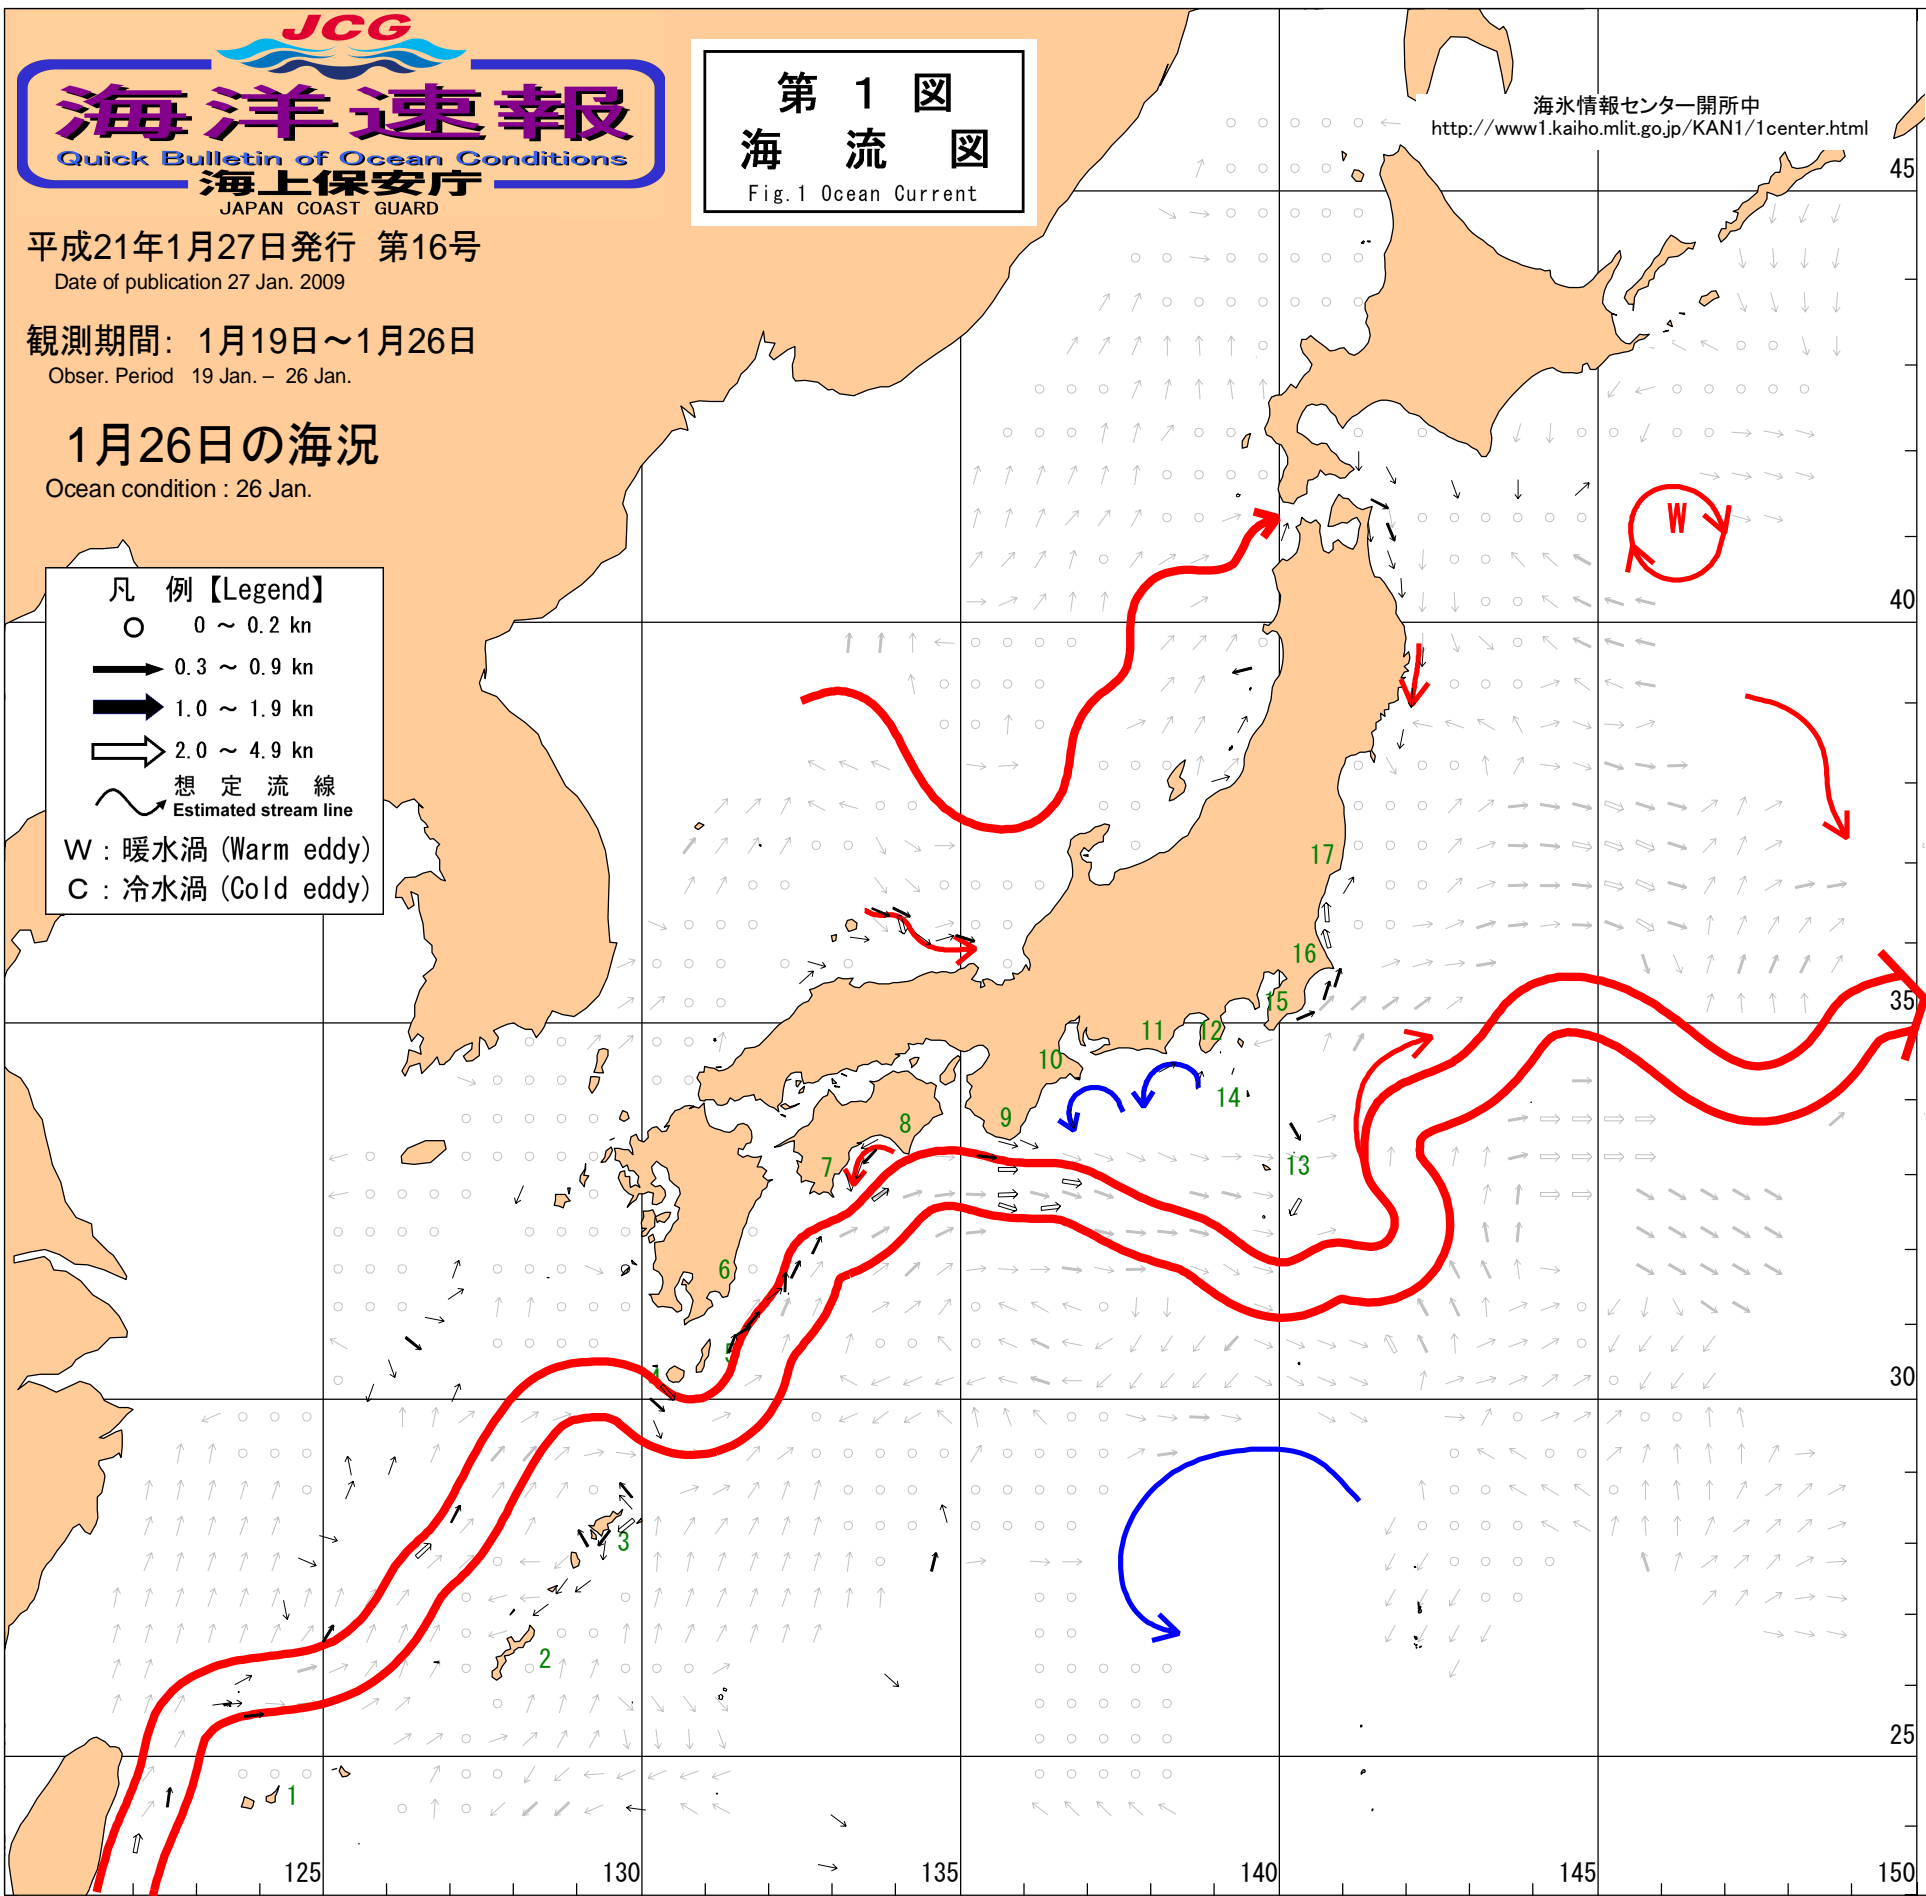 JCG
海洋速報
Quick Bulletin of Ocean Conditions
海上保安庁
JAPAN COAST GUARD
平成21年1月27日発行 第16号
Date of publication 27 Jan. 2009
観測期間: 1月19日～1月26日
Obser. Period 19 Jan. – 26 Jan.
1月26日の海況
Ocean condition : 26 Jan.
第 1 図
海 流 図
Fig.1 Ocean Current
海氷情報センター開所中
http://www1.kaiho.mlit.go.jp/KAN1/1center.html
凡 例【Legend】
0 ～ 0.2 kn
0.3 ～ 0.9 kn
1.0 ～ 1.9 kn
2.0 ～ 4.9 kn
想 定 流 線
Estimated stream line
W : 暖水渦 (Warm eddy)
C : 冷水渦 (Cold eddy)
45
W
40
17
16
35
15
11 12
10
14
9
8
13
7
6
5
4
30
3
2
25
1
125 130 135 140 145 150